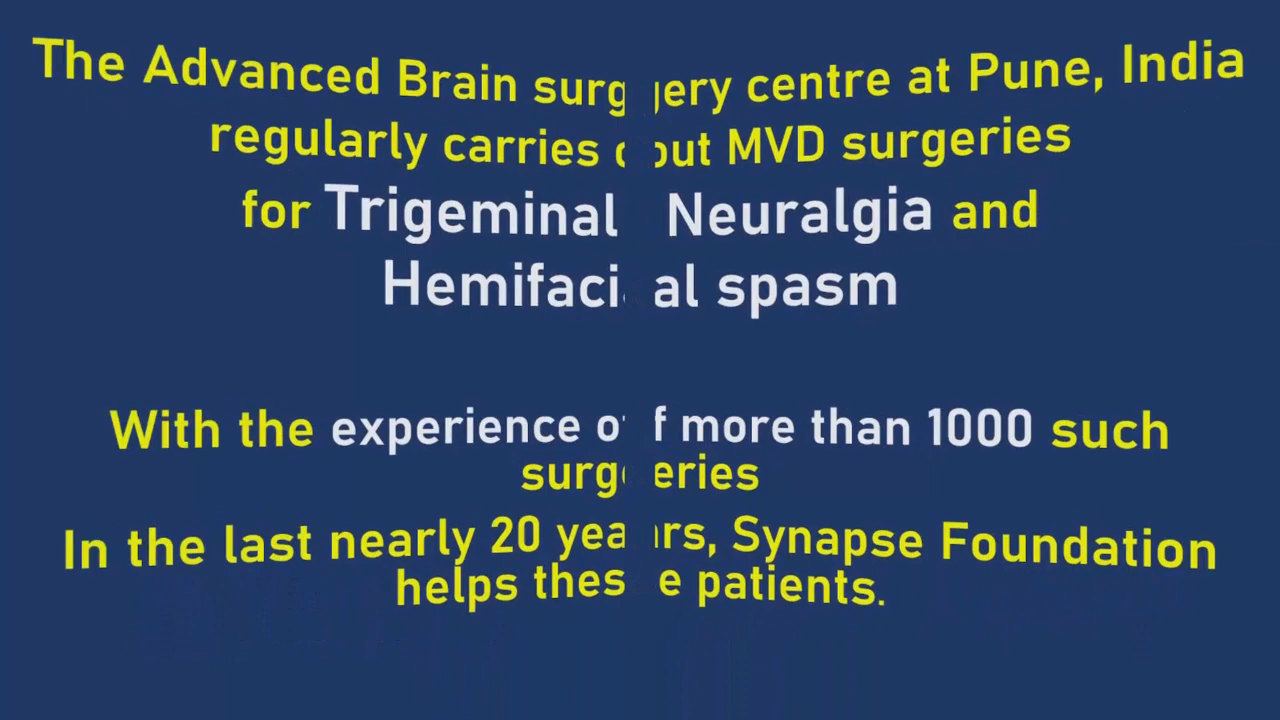 The Advanced Brain surgery centre at Pune, India
regularly carries out MVD surgeries
for Trigeminal Neuralgia and
Hemifacial spasm
With the experience of more than 1000 such
surgeries
In the last nearly 20 years, Synapse Foundation
helps these patients.